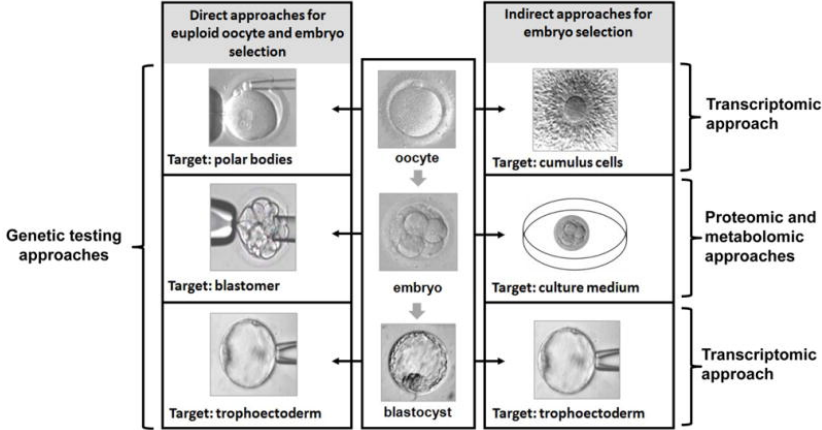 Direct approaches for
euploid oocyte and embryo
selection
Indirect approaches for
embryo selection
Genetic testing
approaches
Target: polar bodies
oocyte
Target: cumulus cells
Transcriptomic
approach
Target: blastomer
embryo
Target: culture medium
Proteomic and
metabolomic
approaches
Target: trophoectoderm
blastocyst
Target: trophoectoderm
Transcriptomic
approach